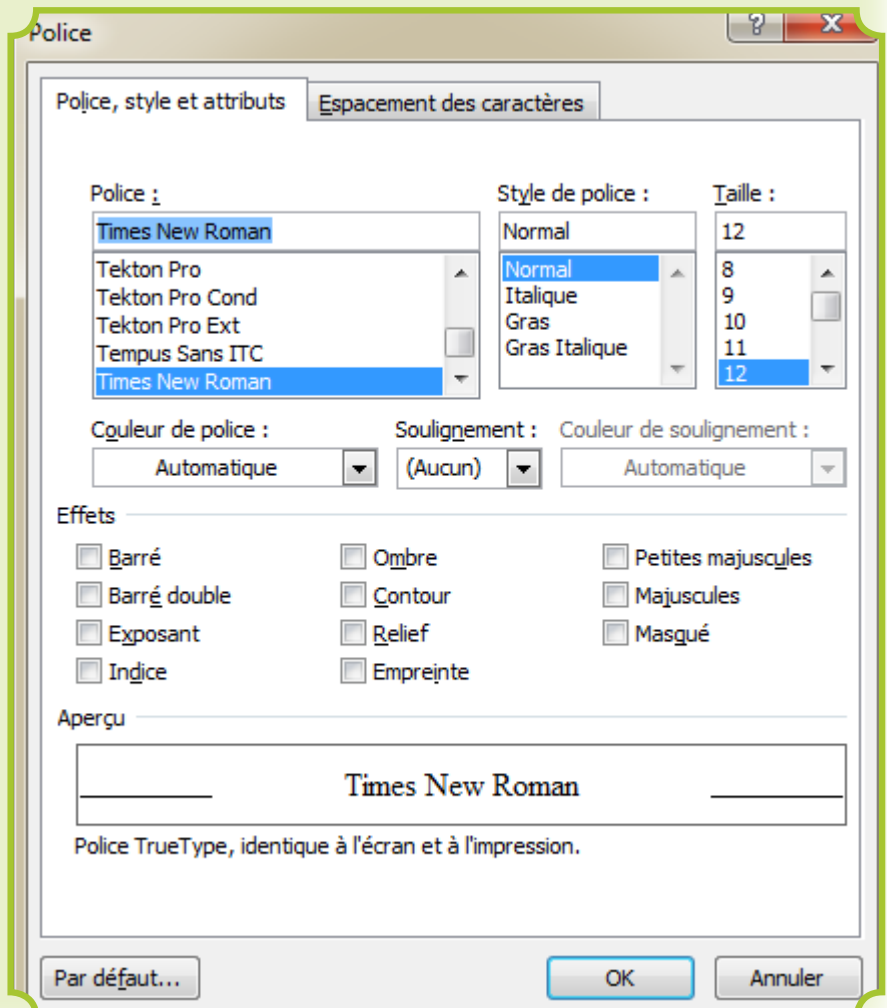 Police
Police, style et attributs
Espacement des caractères
Police :
Style de police :
Taille :
Times New Roman
Normal
12
Tekton Pro
Tekton Pro Cond
Tekton Pro Ext
Tempus Sans ITC
Times New Roman
Normal
Italique
Gras
Gras Italique
8
9
10
11
12
Couleur de police :
Soulignement :
Couleur de soulignement :
Automatique
(Aucun)
Automatique
Effets
Barré
Ombre
Petites majuscules
Barré double
Contour
Majuscules
Exposant
Relief
Masqué
Indice
Empreinte
Aperçu
Times New Roman
Police TrueType, identique à l'écran et à l'impression.
Par défaut...
OK
Annuler